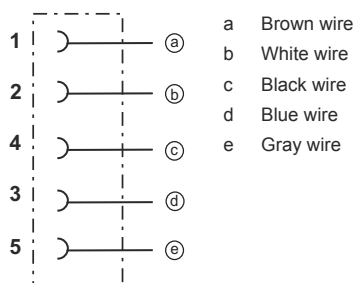 1 a
2 b
4 c
3 d
5 e
a Brown wire
b White wire
c Black wire
d Blue wire
e Gray wire